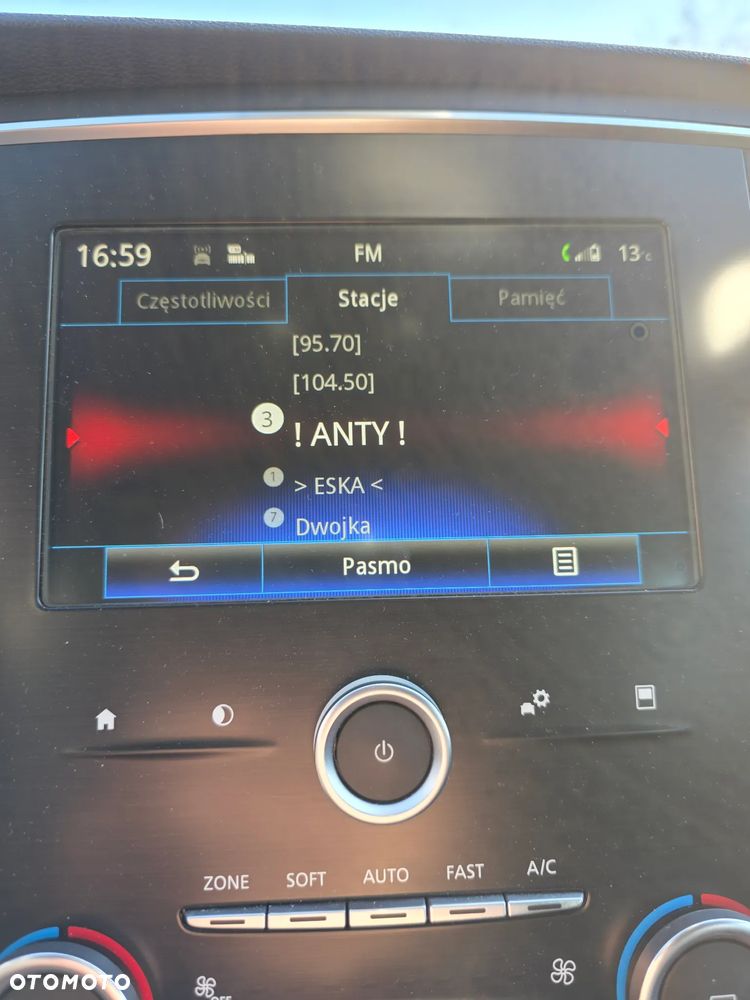 16:59 FM 13°C
Częstotliwości Stacje Pamięć
[95.70]
[104.50]
3 ! ANTY !
1 > ESKA <
7 Dwojka
Pasmo
ZONE SOFT AUTO FAST A/C
OFF
OTOMOTO